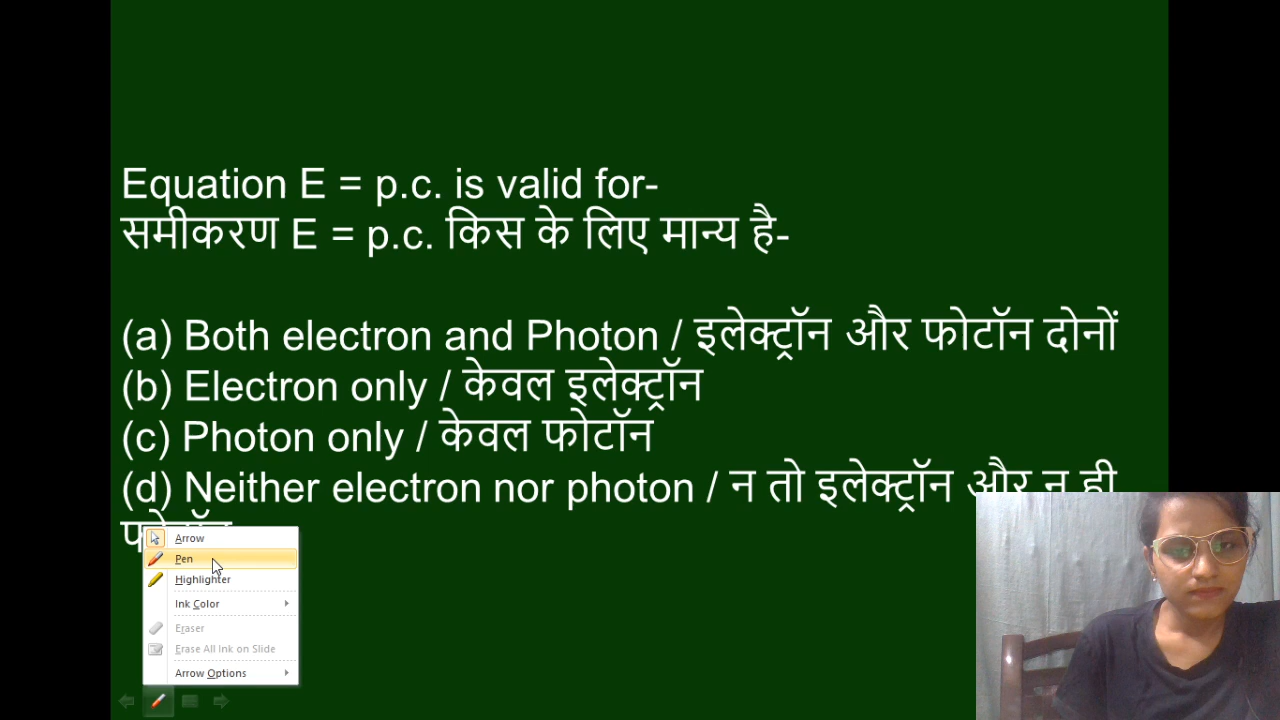 Equation E = p.c. is valid for-
समीकरण E = p.c. किस के लिए मान्य है-
(a) Both electron and Photon / इलेक्ट्रॉन और फोटॉन दोनों
(b) Electron only / केवल इलेक्ट्रॉन
(c) Photon only / केवल फोटॉन
(d) Neither electron nor photon / न तो इलेक्ट्रॉन और न ही
Arrow
Pen
Highlighter
Ink Color
Eraser
Erase All Ink on Slide
Arrow Options